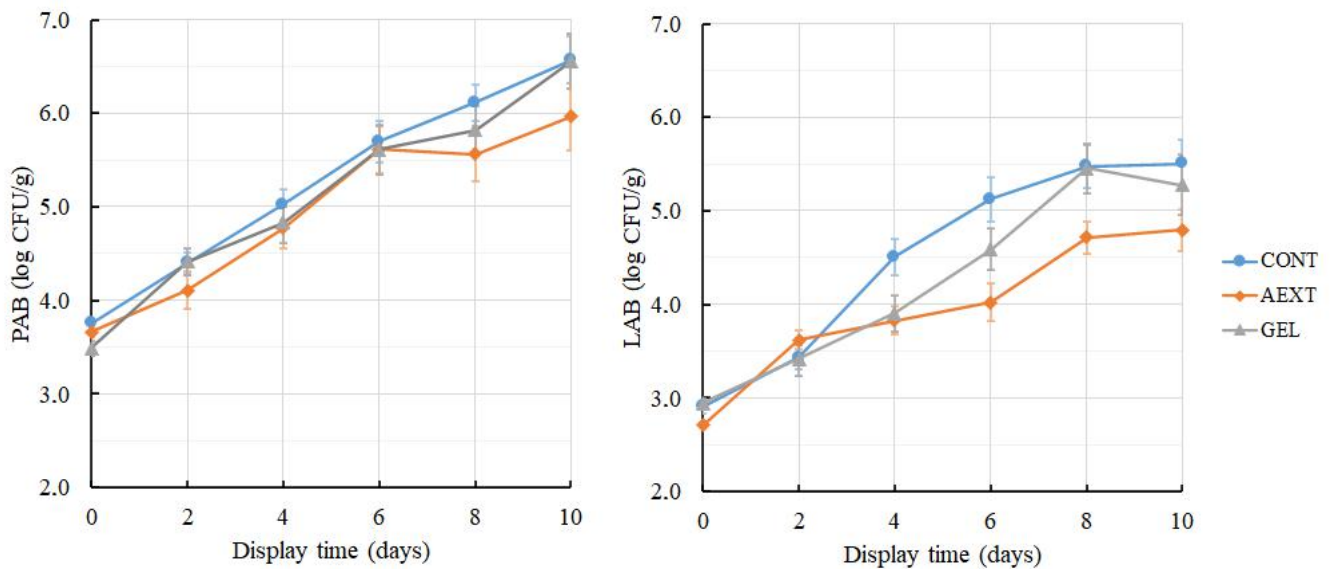 7.0
6.0
5.0
4.0
3.0
2.0
PAB (log CFU/g)
0 2 4 6 8 10
Display time (days)
7.0
6.0
5.0
4.0
3.0
2.0
LAB (log CFU/g)
0 2 4 6 8 10
Display time (days)
CONT
AEXT
GEL